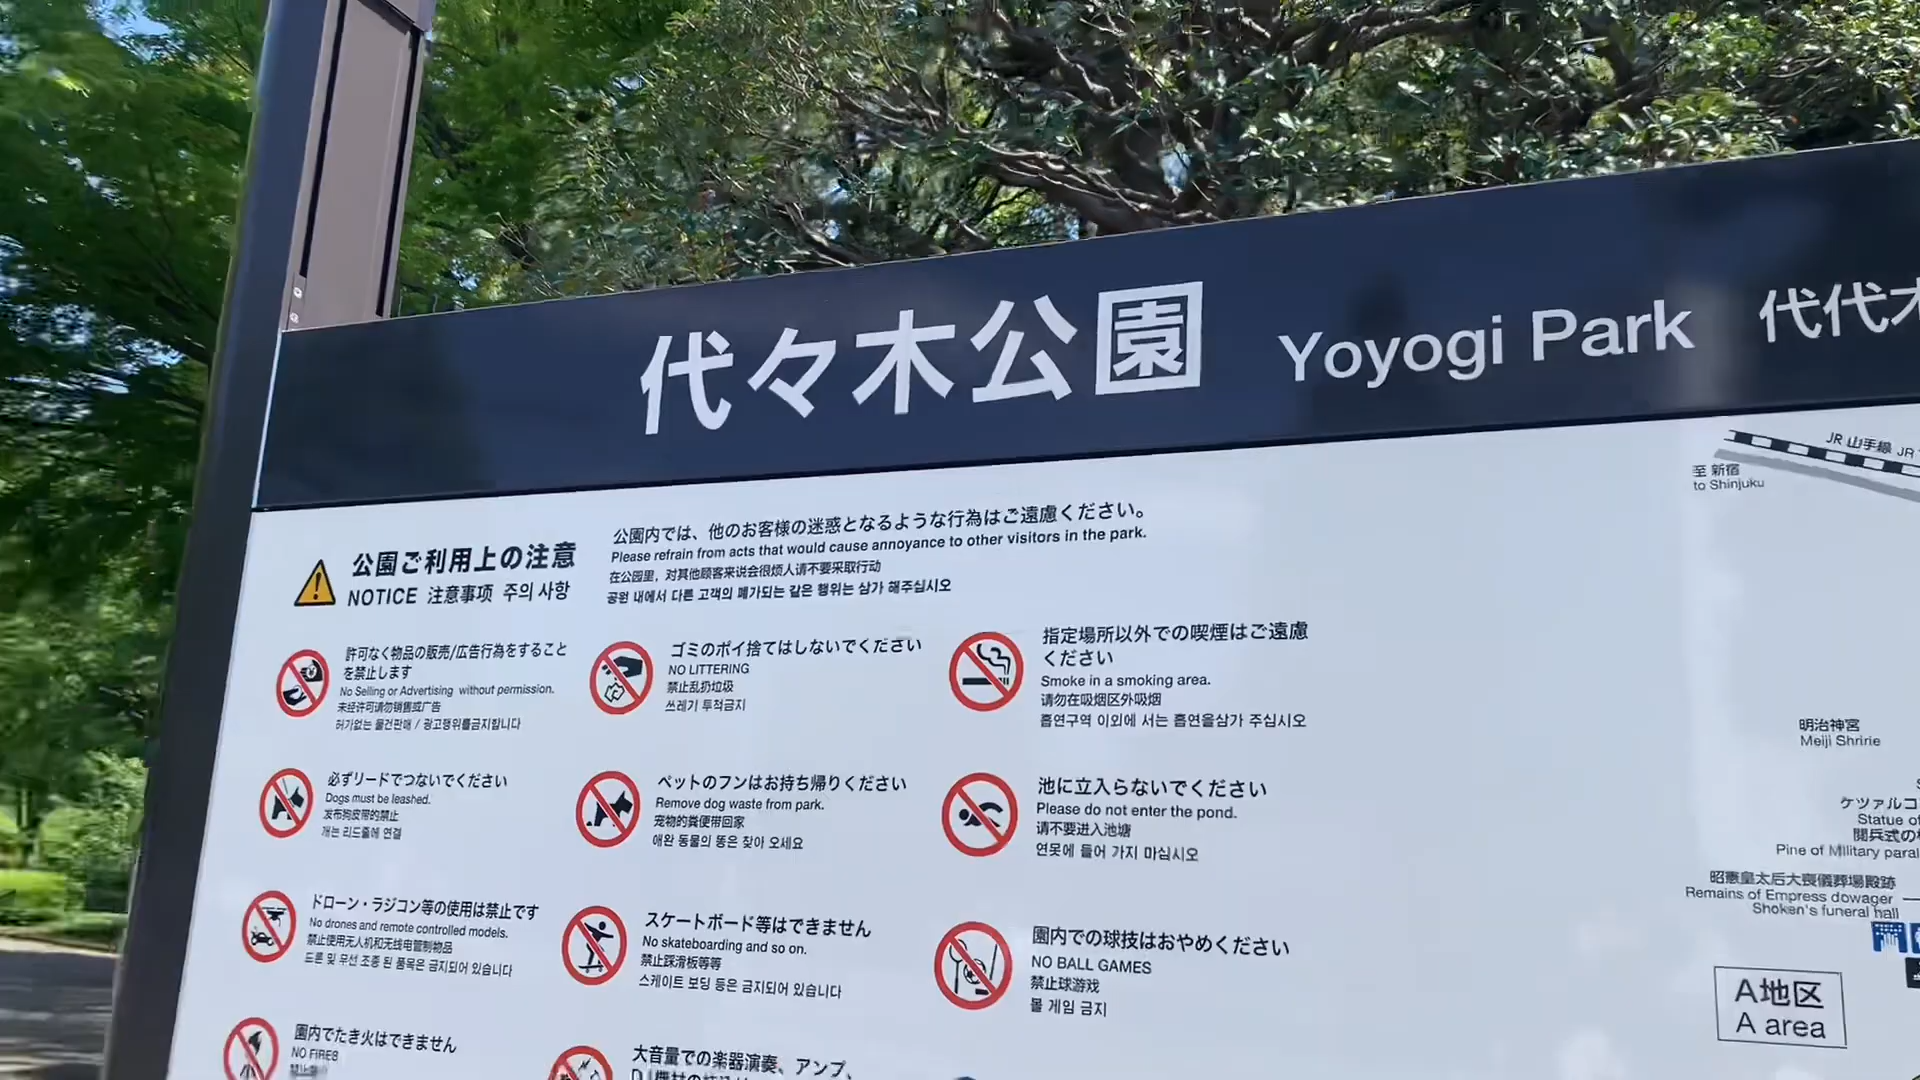 代々木公園 Yoyogi Park 代代木
公園ご利用上の注意
NOTICE 注意事项 주의 사항
公園内では、他のお客様の迷惑となるような行為はご遠慮ください。
Please refrain from acts that would cause annoyance to other visitors in the park.
在公园里，对其他顾客来说会很烦人请不要采取行动
공원 내에서 다른 고객의 폐가되는 같은 행위는 삼가 해주십시오
許可なく物品の販売/広告行為をすること
を禁止します
No Selling or Advertising without permission.
未经许可请勿销售或广告
허가없는 물건판매 / 광고행위를금지합니다
ゴミのポイ捨てはしないでください
NO LITTERING
禁止乱扔垃圾
쓰레기 투척금지
指定場所以外での喫煙はご遠慮
ください
Smoke in a smoking area.
请勿在吸烟区外吸烟
흡연구역 이외에 서는 흡연을삼가 주십시오
必ずリードでつないでください
Dogs must be leashed.
发布狗皮带的禁止
개는 리드줄에 연결
ペットのフンはお持ち帰りください
Remove dog waste from park.
宠物的粪便带回家
애완 동물의 똥은 찾아 오세요
池に立入らないでください
Please do not enter the pond.
请不要进入池塘
연못에 들어 가지 마십시오
ドローン・ラジコン等の使用は禁止です
No drones and remote controlled models.
禁止使用无人机和无线电管制物品
드론 및 무선 조종 된 품목은 금지되어 있습니다
スケートボード等はできません
No skateboarding and so on.
禁止踩滑板等等
스케이트 보딩 등은 금지되어 있습니다
園内での球技はおやめください
NO BALL GAMES
禁止球游戏
볼 게임 금지
園内でたき火はできません
NO FIRES
大音量での楽器演奏、アンプ、
JR 山手線 JR
至 新宿
to Shinjuku
明治神宮
Meiji Shririe
ケツァルコ
Statue of
閲兵式の
Pine of Military paral
昭憲皇太后大喪儀葬場殿跡
Remains of Empress dowager
Shoken's funeral hall
A地区
A area